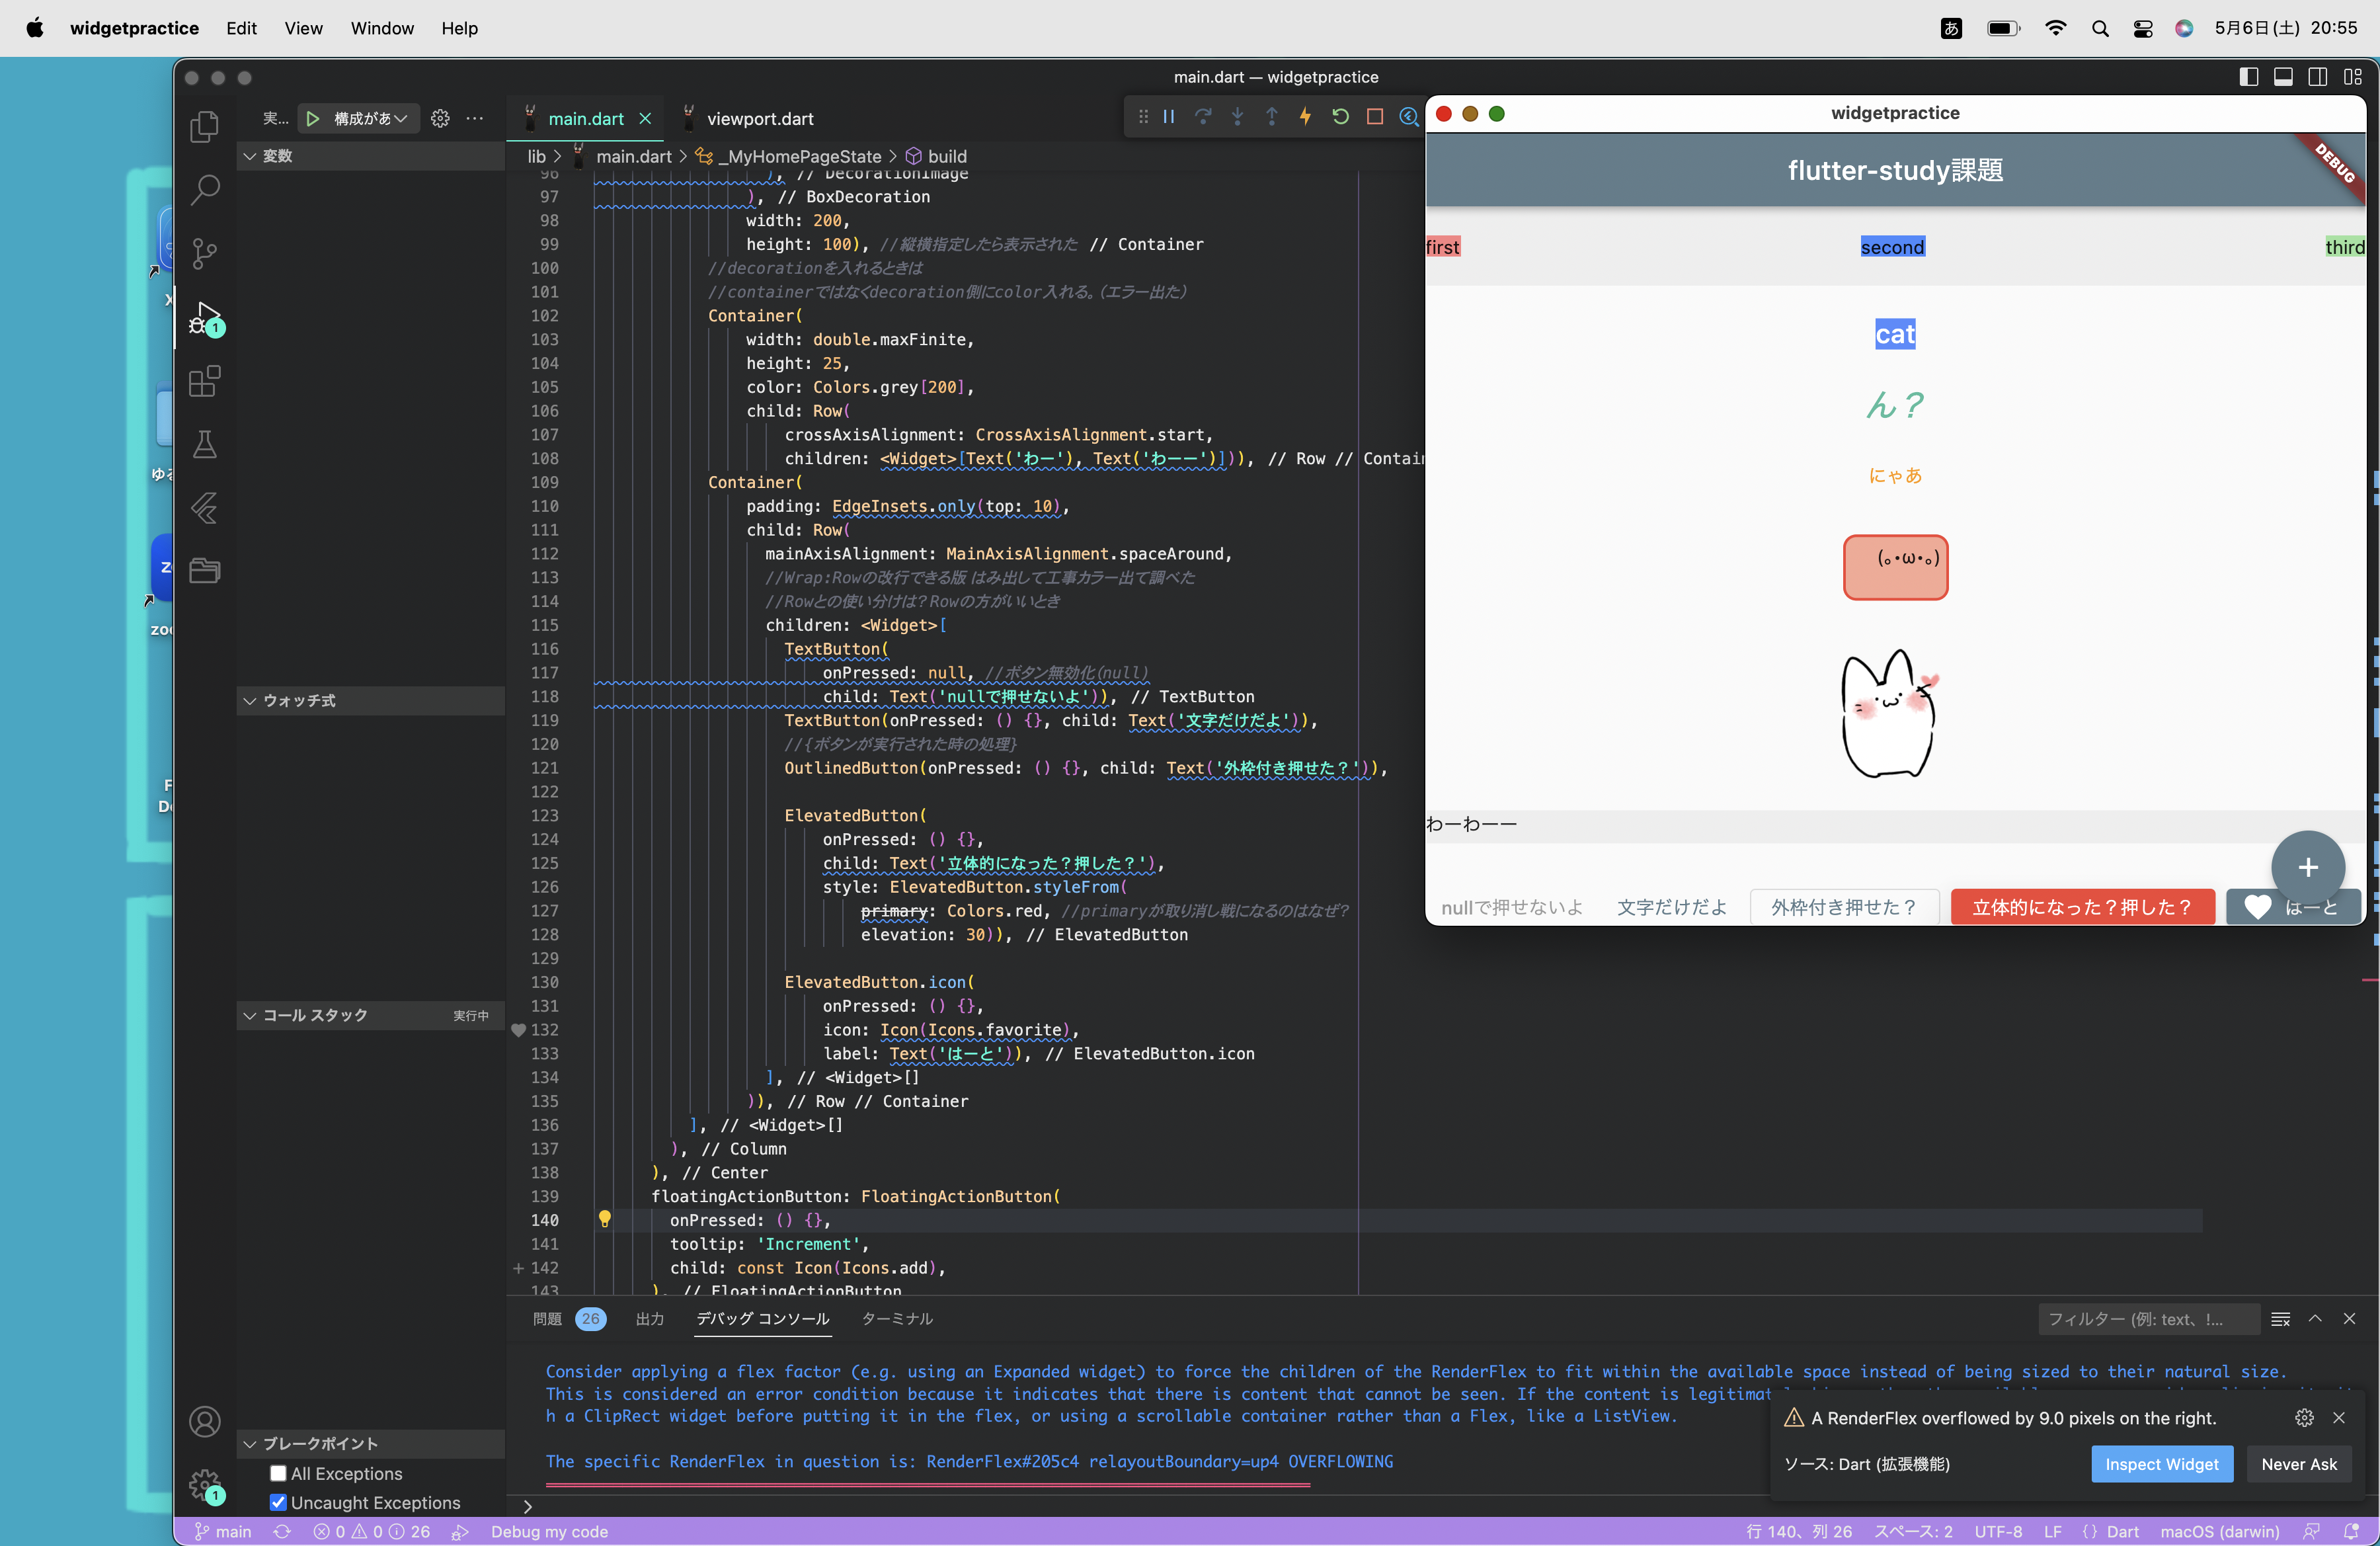 widgetpractice Edit View Window Help
あ 5月6日(土) 20:55
main.dart — widgetpractice
実... 構成があ
main.dart viewport.dart
lib main.dart _MyHomePageState build
変数
ウォッチ式
コール スタック 実行中
ブレークポイント
All Exceptions
Uncaught Exceptions
96 ), // DecorationImage
97 ), // BoxDecoration
98 width: 200,
99 height: 100), //縦横指定したら表示された // Container
100 //decorationを入れるときは
101 //containerではなくdecoration側にcolor入れる。(エラー出た)
102 Container(
103 width: double.maxFinite,
104 height: 25,
105 color: Colors.grey[200],
106 child: Row(
107 crossAxisAlignment: CrossAxisAlignment.start,
108 children: <Widget>[Text('わー'), Text('わーー')])), // Row // Contain
109 Container(
110 padding: EdgeInsets.only(top: 10),
111 child: Row(
112 mainAxisAlignment: MainAxisAlignment.spaceAround,
113 //Wrap:Rowの改行できる版 はみ出して工事カラー出て調べた
114 //Rowとの使い分けは?Rowの方がいいとき
115 children: <Widget>[
116 TextButton(
117 onPressed: null, //ボタン無効化(null)
118 child: Text('nullで押せないよ')), // TextButton
119 TextButton(onPressed: () {}, child: Text('文字だけだよ')),
120 //{ボタンが実行された時の処理}
121 OutlinedButton(onPressed: () {}, child: Text('外枠付き押せた？')),
122
123 ElevatedButton(
124 onPressed: () {},
125 child: Text('立体的になった？押した？'),
126 style: ElevatedButton.styleFrom(
127 primary: Colors.red, //primaryが取り消し戦になるのはなぜ?
128 elevation: 30)), // ElevatedButton
129
130 ElevatedButton.icon(
131 onPressed: () {},
132 icon: Icon(Icons.favorite),
133 label: Text('はーと')), // ElevatedButton.icon
134 ], // <Widget>[]
135 )), // Row // Container
136 ], // <Widget>[]
137 ), // Column
138 ), // Center
139 floatingActionButton: FloatingActionButton(
140 onPressed: () {},
141 tooltip: 'Increment',
142 child: const Icon(Icons.add),
143 ), // FloatingActionButton
widgetpractice
flutter-study課題
DEBUG
first second third
cat
ん？
にゃあ
(｡•ω•｡)
わーわーー
nullで押せないよ 文字だけだよ 外枠付き押せた？ 立体的になった？押した？ はーと
問題 26 出力 デバッグ コンソール ターミナル
フィルター (例: text、!...
Consider applying a flex factor (e.g. using an Expanded widget) to force the children of the RenderFlex to fit within the available space instead of being sized to their natural size.
This is considered an error condition because it indicates that there is content that cannot be seen. If the content is legitimat
h a ClipRect widget before putting it in the flex, or using a scrollable container rather than a Flex, like a ListView.
The specific RenderFlex in question is: RenderFlex#205c4 relayoutBoundary=up4 OVERFLOWING
A RenderFlex overflowed by 9.0 pixels on the right.
ソース: Dart (拡張機能)
Inspect Widget Never Ask
main 0 0 26 Debug my code
行 140、列 26 スペース: 2 UTF-8 LF {} Dart macOS (darwin)